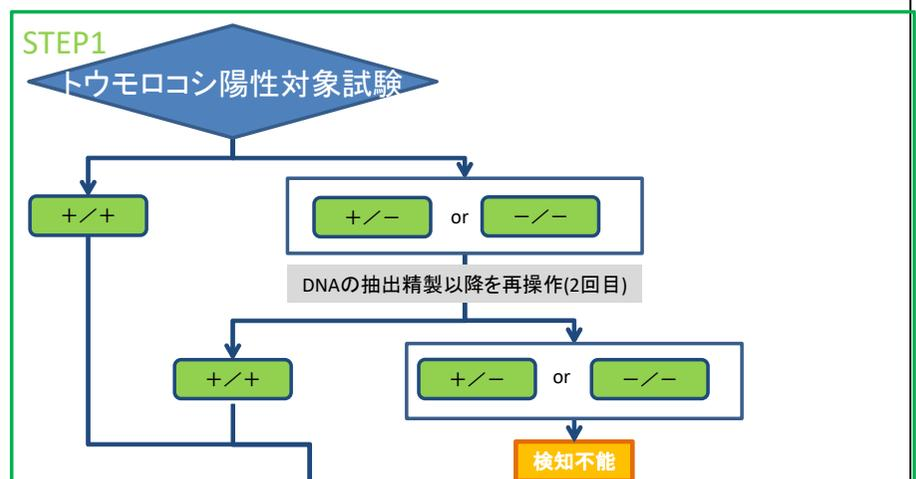 STEP1
トウモロコシ陽性対象試験
＋／＋
＋／－ or －／－
DNAの抽出精製以降を再操作(2回目)
＋／＋
＋／－ or －／－
検知不能